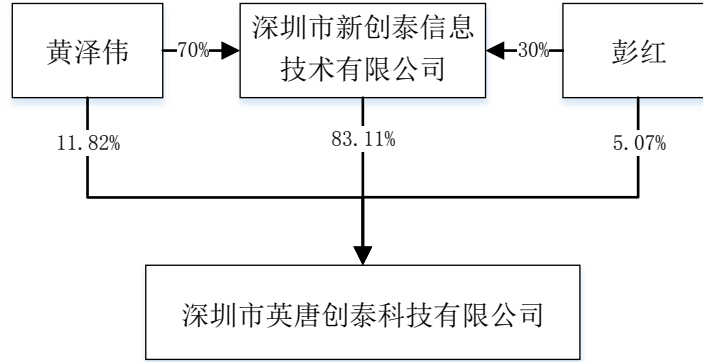 黄泽伟
70%
深圳市新创泰信息
技术有限公司
30%
彭红
11.82%
83.11%
5.07%
深圳市英唐创泰科技有限公司